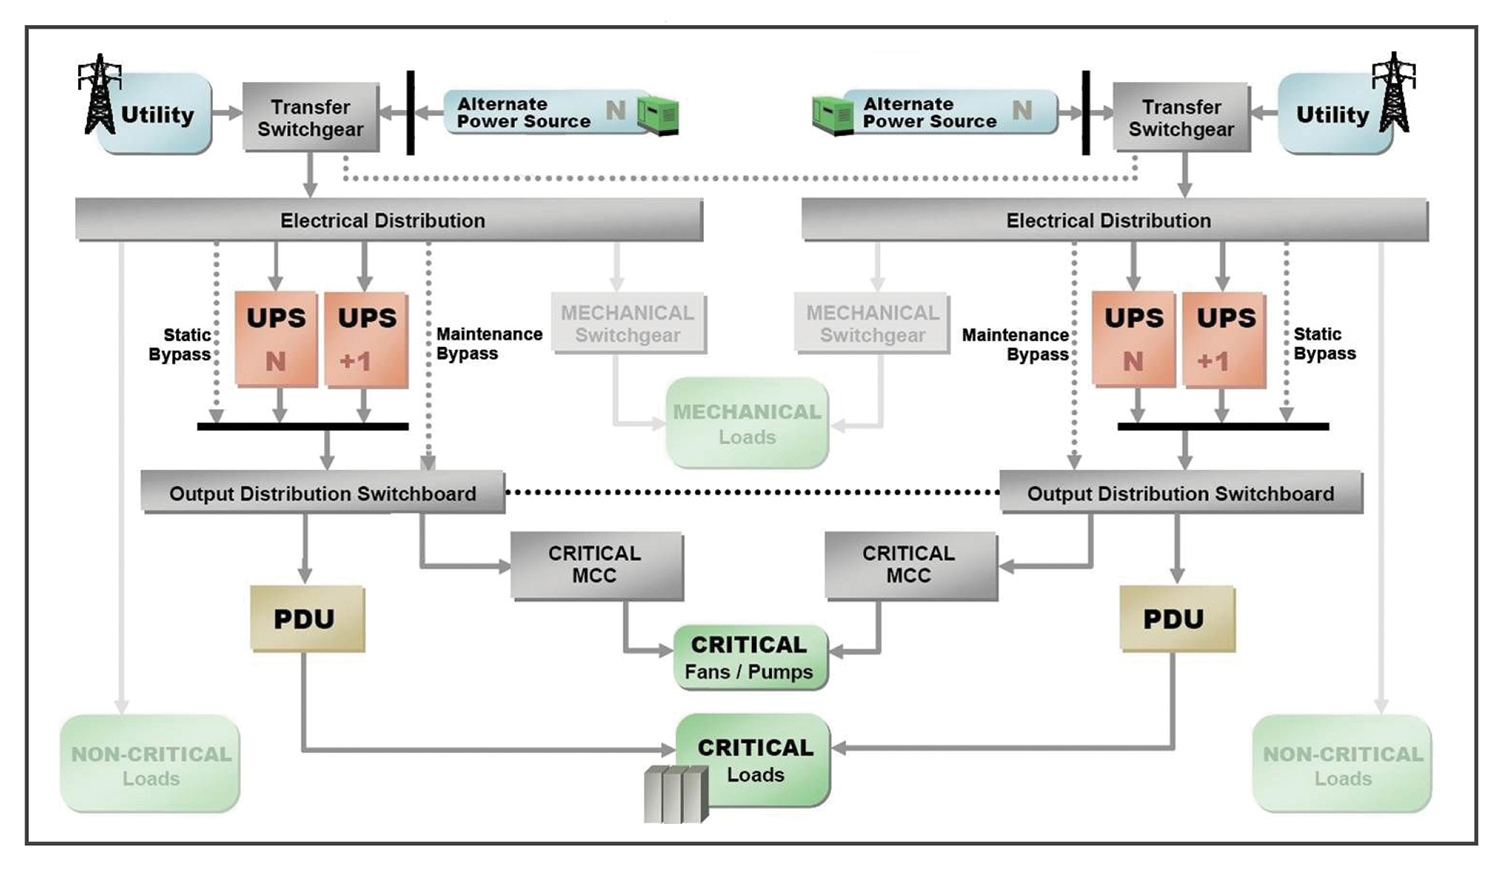 Utility
Transfer
Switchgear
Alternate
Power Source N
Alternate
Power Source N
Transfer
Switchgear
Utility
Electrical Distribution
Electrical Distribution
Static
Bypass
UPS
N
UPS
+1
Maintenance
Bypass
MECHANICAL
Switchgear
MECHANICAL
Switchgear
Maintenance
Bypass
UPS
N
UPS
+1
Static
Bypass
MECHANICAL
Loads
Output Distribution Switchboard
Output Distribution Switchboard
CRITICAL
MCC
CRITICAL
MCC
PDU
PDU
CRITICAL
Fans / Pumps
NON-CRITICAL
Loads
CRITICAL
Loads
NON-CRITICAL
Loads